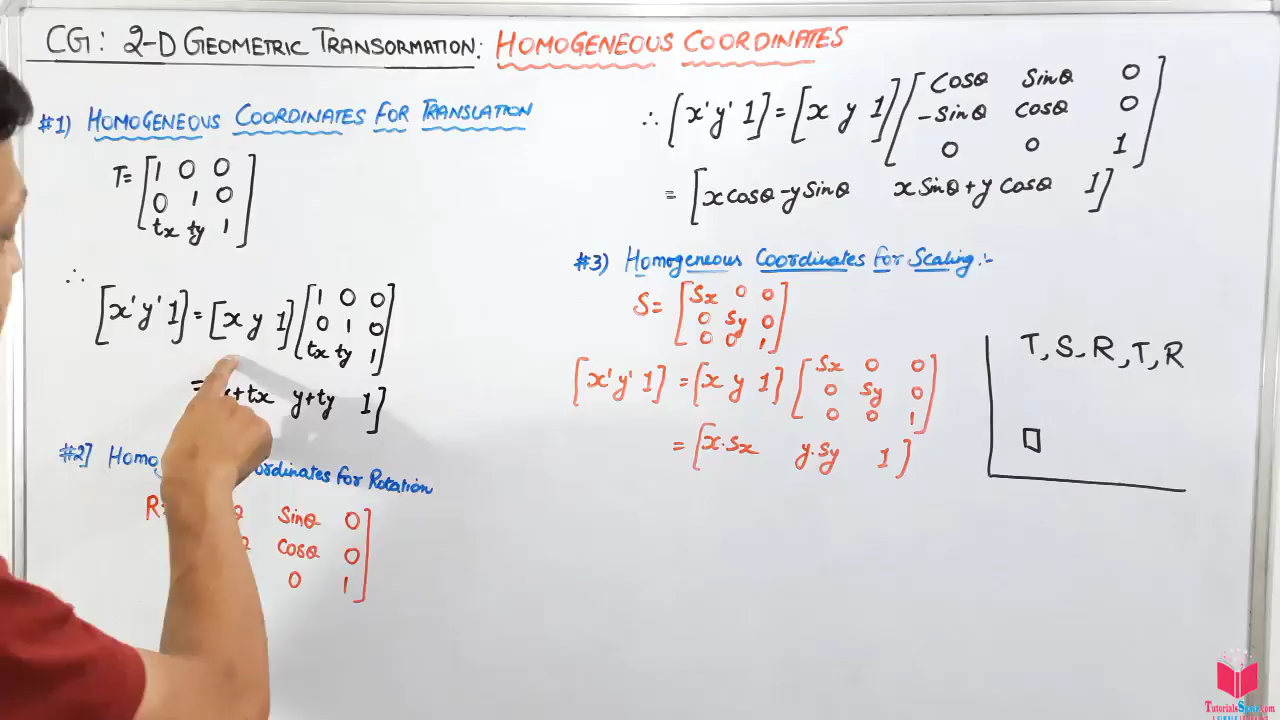 CG: 2-D GEOMETRIC TRANSORMATION: HOMOGENEOUS COORDINATES
#1) HOMOGENEOUS COORDINATES FOR TRANSLATION
T= [1 0 0
0 1 0
tx ty 1]
∴
[x' y' 1] = [x y 1] [1 0 0
0 1 0
tx ty 1]
= +tx y+ty 1]
#2] Homog oordinates for Rotation
R= Sinθ 0
Cosθ 0
0 1]
∴ [x' y' 1] = [x y 1] [Cosθ Sinθ 0
-Sinθ Cosθ 0
0 0 1]
= [x cosθ-y Sinθ x Sinθ+y Cosθ 1]
#3) Homogeneous Coordinates for Scaling :-
S= [Sx 0 0
0 Sy 0
0 0 1]
[x' y' 1] = [x y 1] [Sx 0 0
0 Sy 0
0 0 1]
= [x.Sx y.Sy 1]
T, S, R, T, R
TutorialsSpace.com